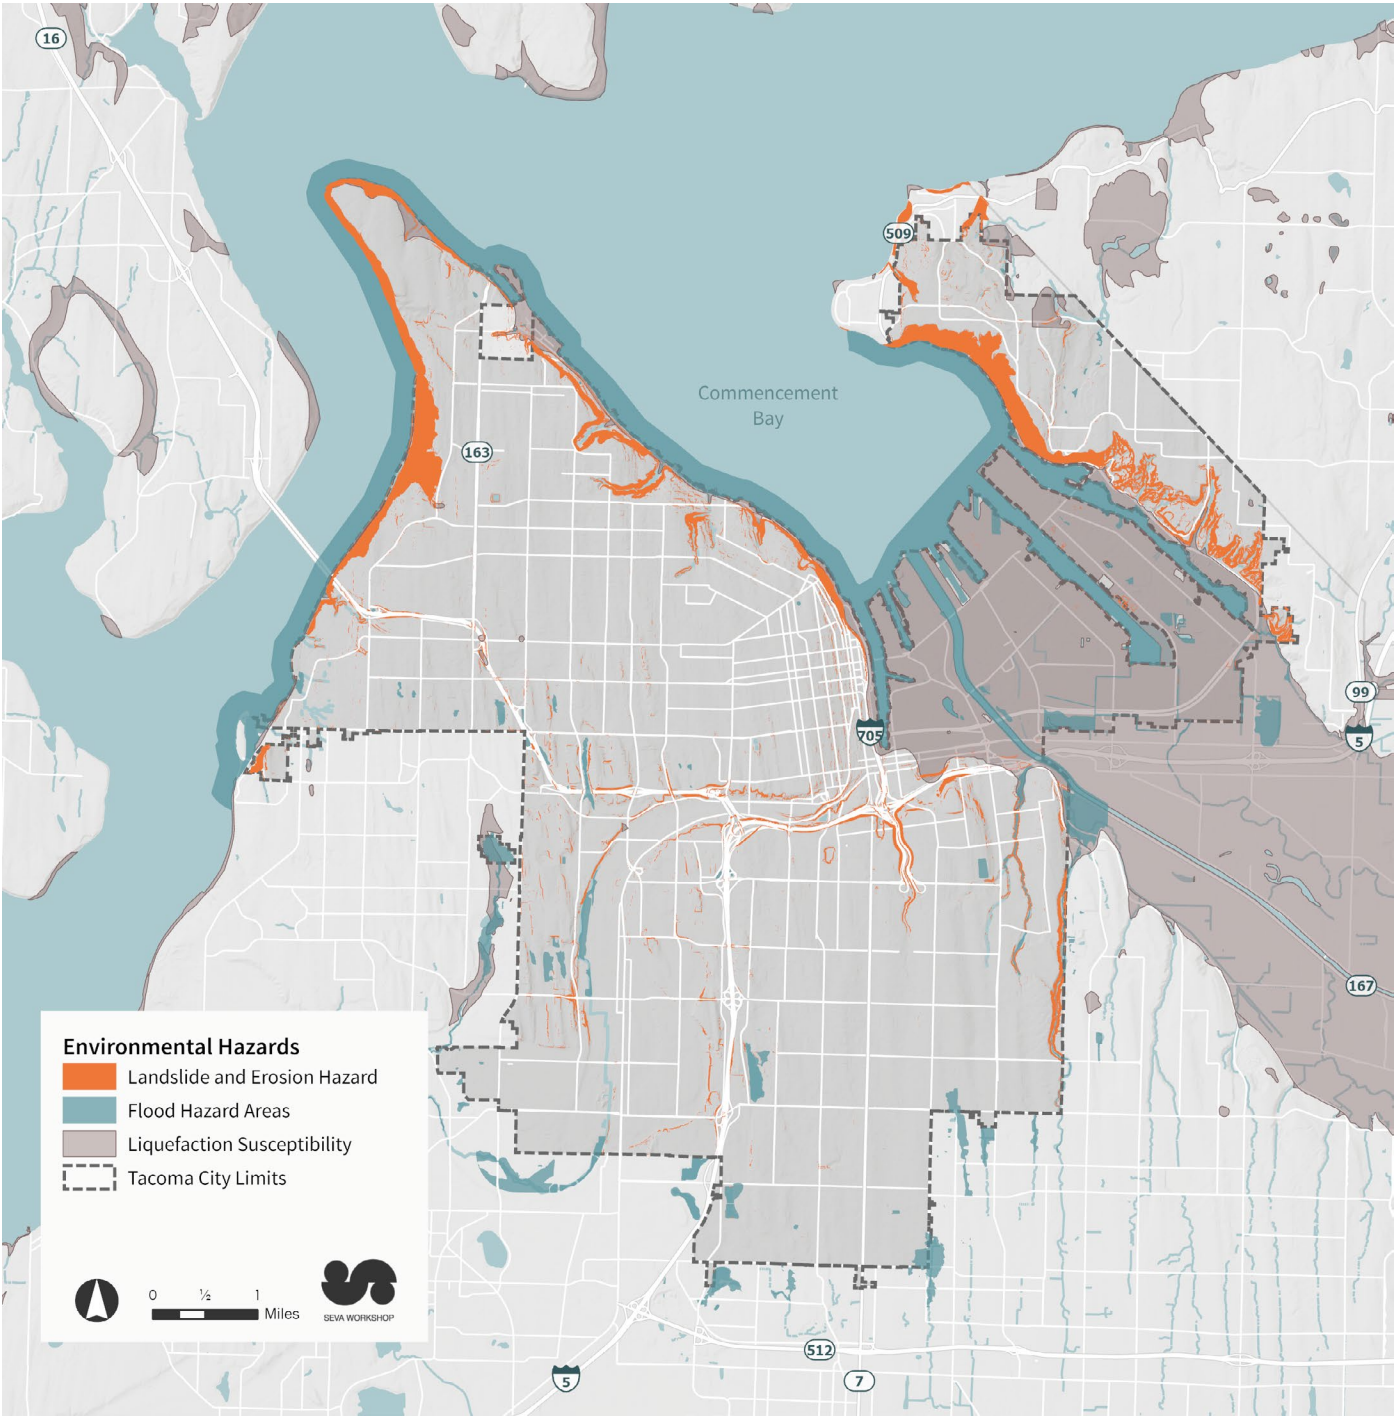 16
509
Commencement
Bay
163
99
705
5
167
Environmental Hazards
Landslide and Erosion Hazard
Flood Hazard Areas
Liquefaction Susceptibility
Tacoma City Limits
0 ½ 1
Miles
SEVA WORKSHOP
512
5
7